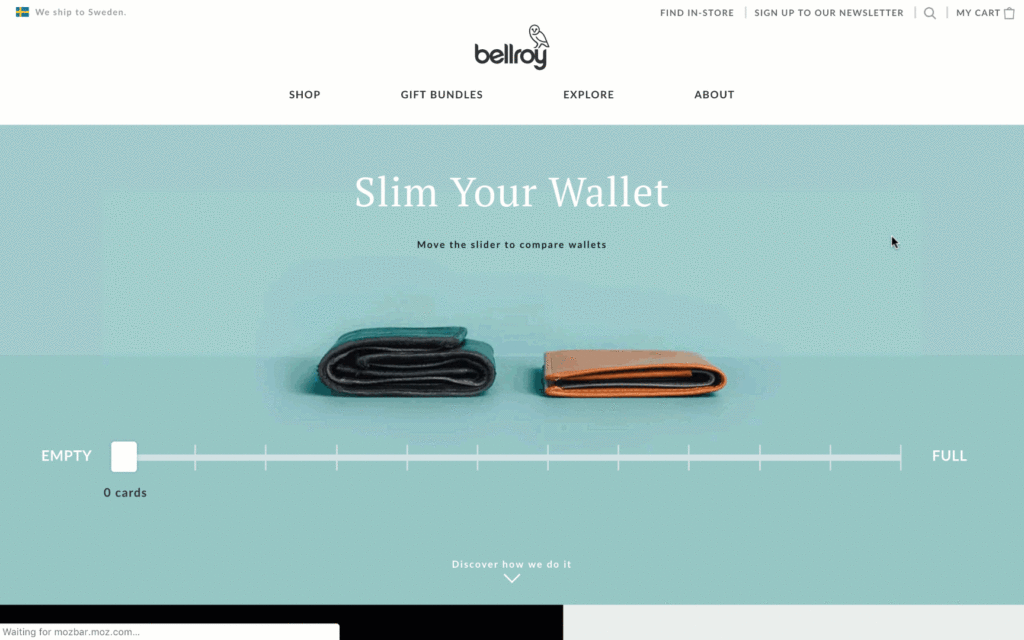 We ship to Sweden.
FIND IN-STORE
SIGN UP TO OUR NEWSLETTER
MY CART
bellroy
SHOP
GIFT BUNDLES
EXPLORE
ABOUT
Slim Your Wallet
Move the slider to compare wallets
EMPTY
FULL
0 cards
Discover how we do it
Waiting for mozbar.moz.com...